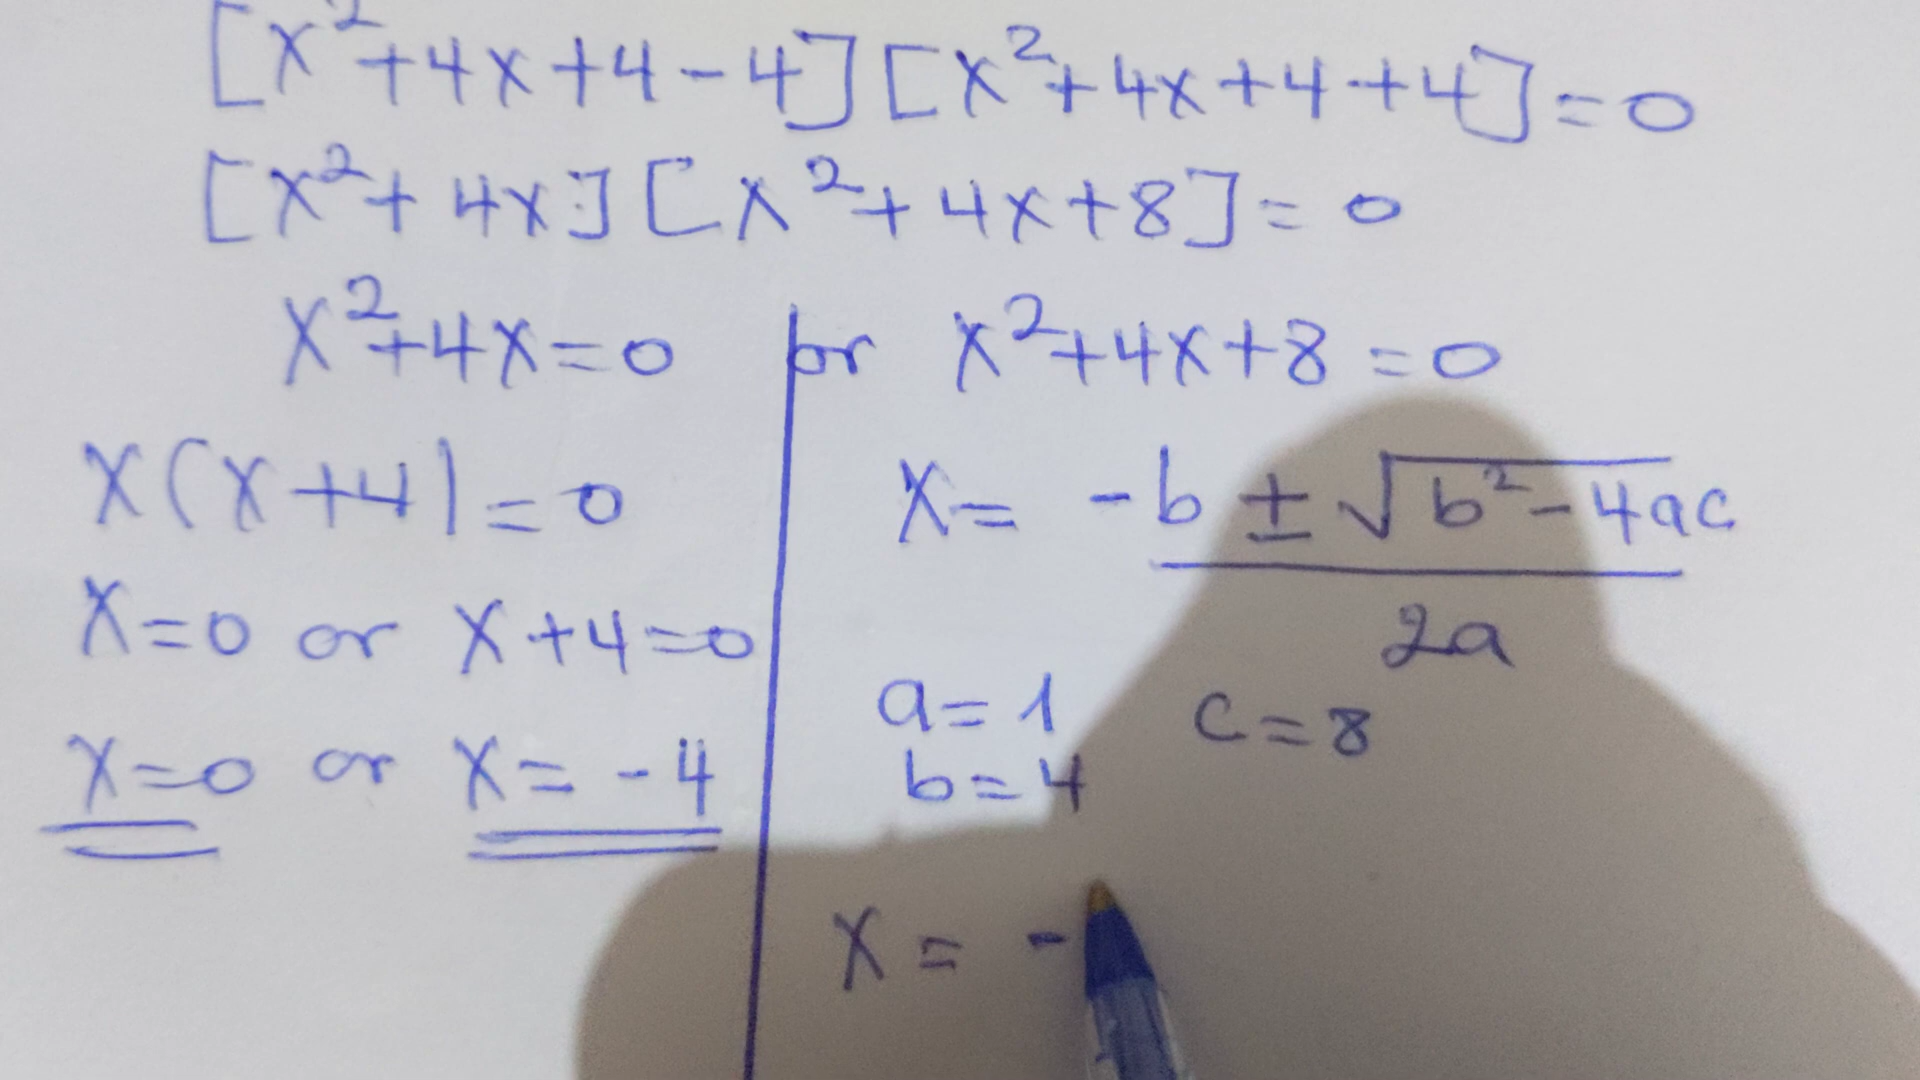 [x²+4x+4-4][x²+4x+4+4]=0
[x²+4x][x²+4x+8]=0
x²+4x=0 or x²+4x+8=0
x(x+4)=0
x=0 or x+4=0
x=0 or x=-4
x= -b±√b²-4ac
2a
a=1 c=8
b=4
x = -